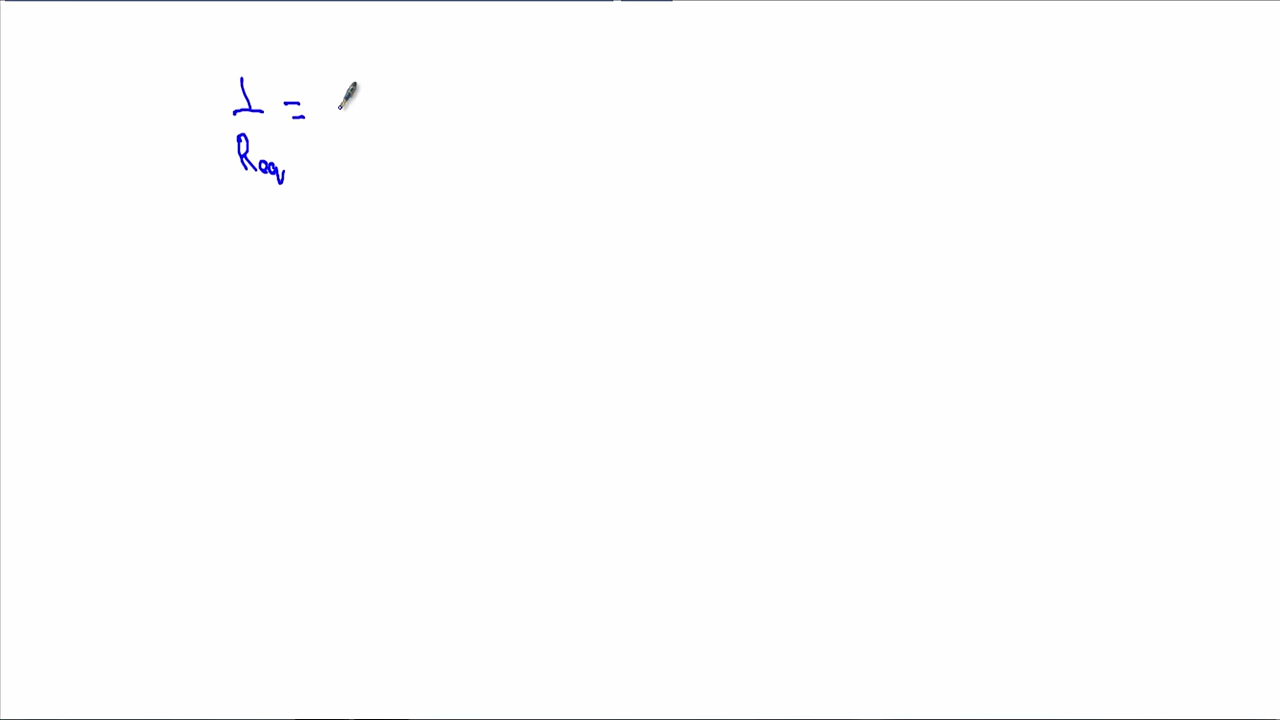 1/Req =